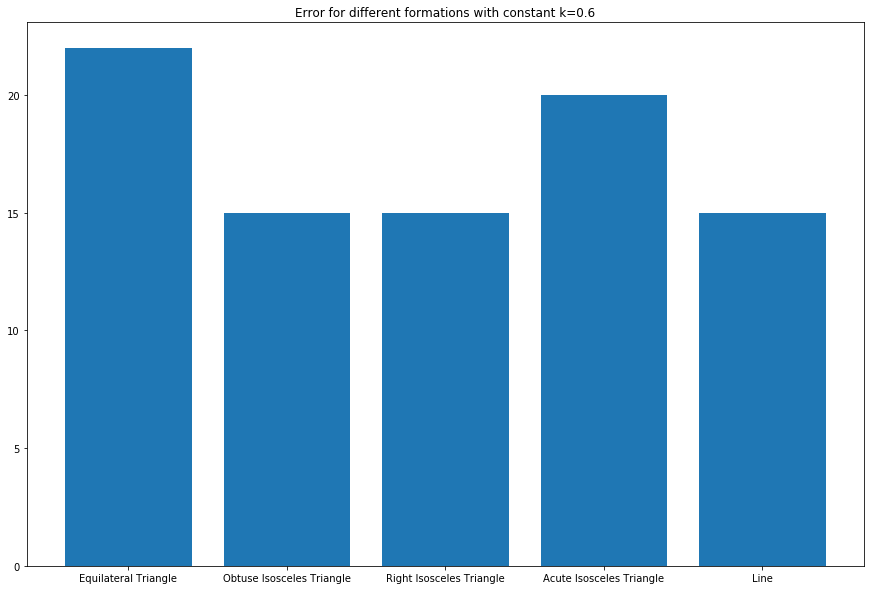 Error for different formations with constant k=0.6
20
15
10
5
0
Equilateral Triangle
Obtuse Isosceles Triangle
Right Isosceles Triangle
Acute Isosceles Triangle
Line